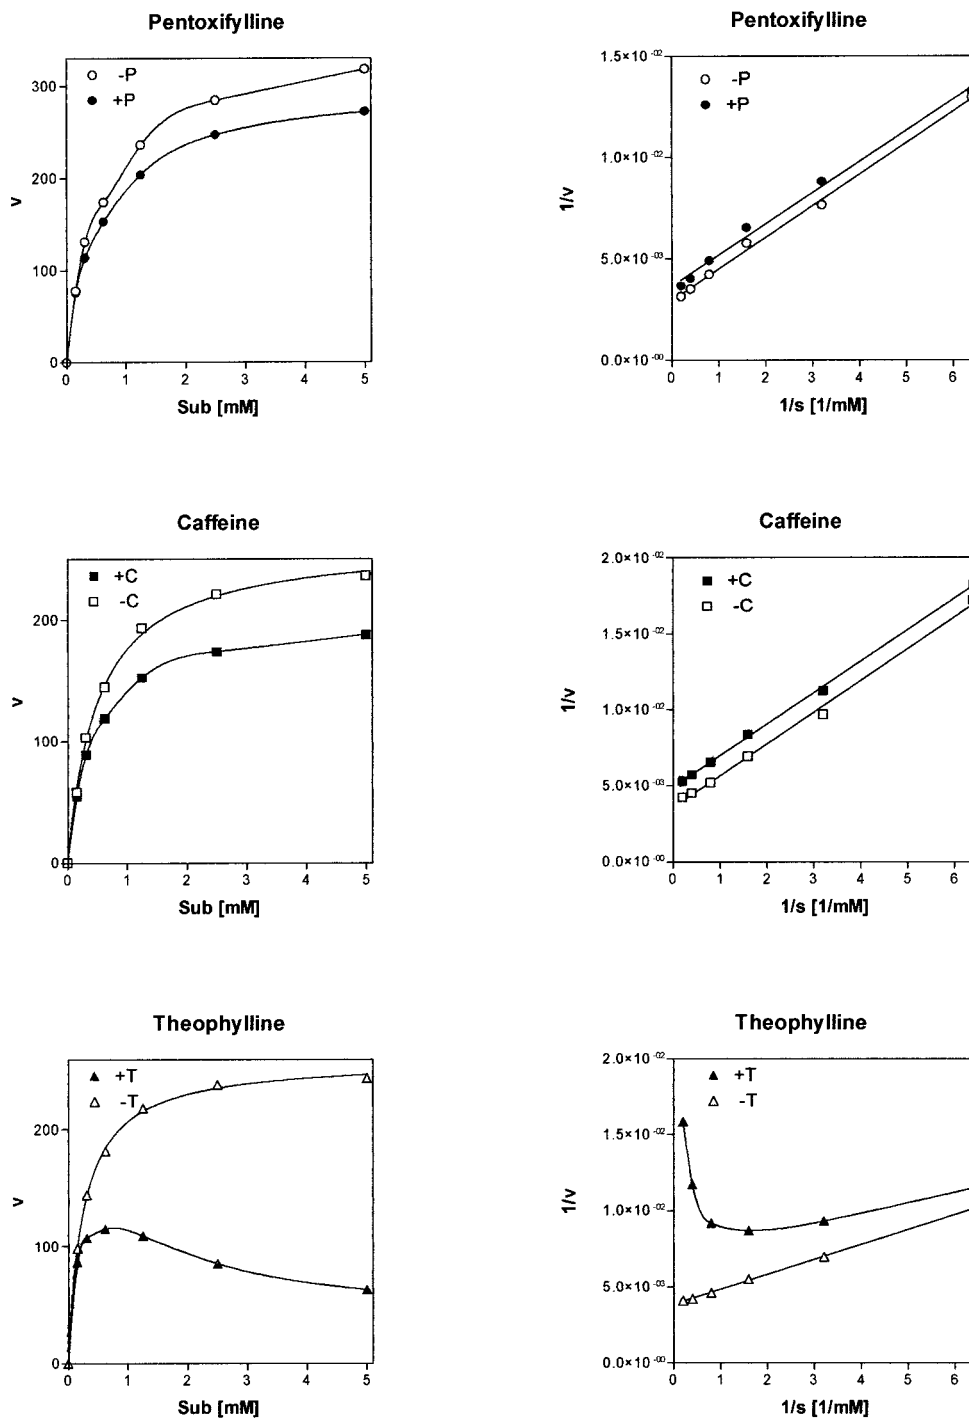 Pentoxifylline
-P
+P
300
200
100
0
v
0 1 2 3 4 5
Sub [mM]
Pentoxifylline
1.5×10⁻⁰²
-P
+P
1.0×10⁻⁰²
1/v
5.0×10⁻⁰³
0.0×10⁻⁰⁰
0 1 2 3 4 5 6
1/s [1/mM]
Caffeine
+C
-C
200
100
0
v
0 1 2 3 4 5
Sub [mM]
Caffeine
2.0×10⁻⁰²
+C
-C
1.5×10⁻⁰²
1.0×10⁻⁰²
1/v
5.0×10⁻⁰³
0.0×10⁻⁰⁰
0 1 2 3 4 5 6
1/s [1/mM]
Theophylline
+T
-T
200
100
0
v
0 1 2 3 4 5
Sub [mM]
Theophylline
2.0×10⁻⁰²
+T
-T
1.5×10⁻⁰²
1.0×10⁻⁰²
1/v
5.0×10⁻⁰³
0.0×10⁻⁰⁰
0 1 2 3 4 5 6
1/s [1/mM]